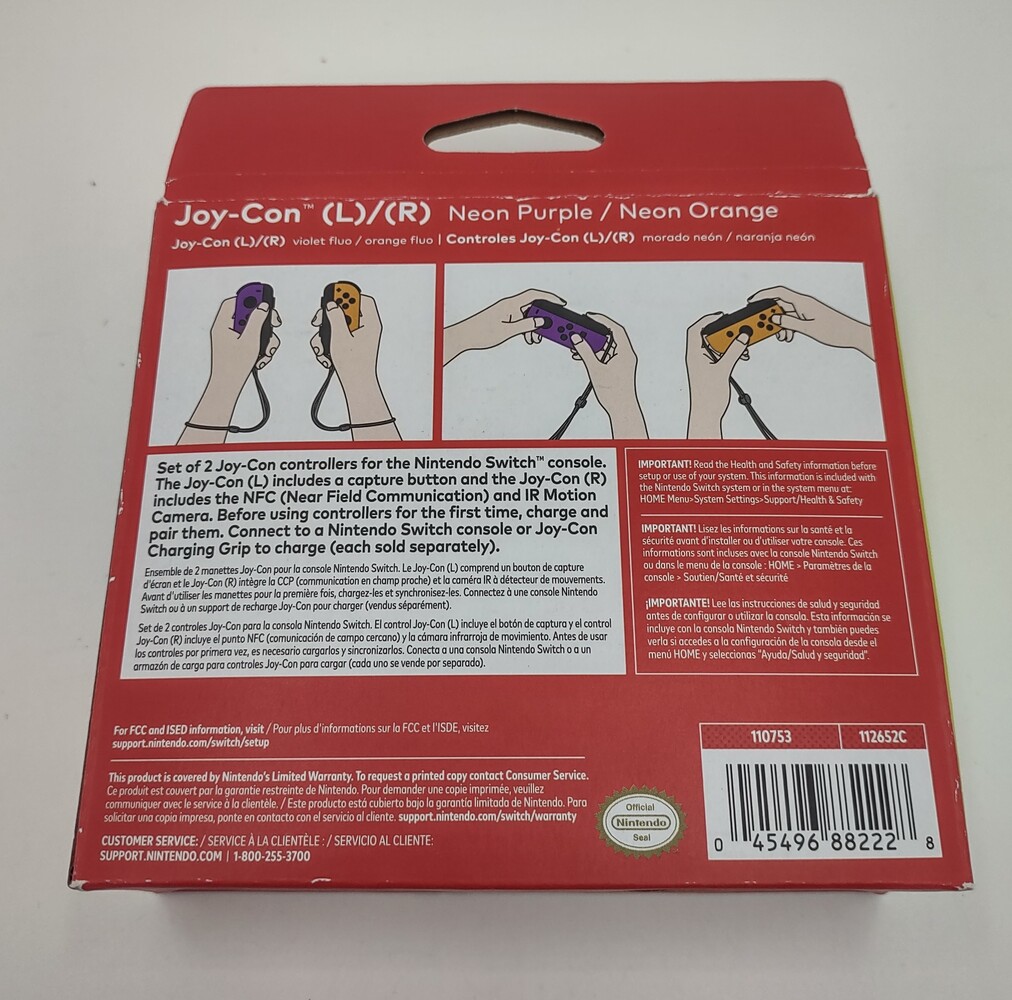 Joy-Con™ (L)/(R) Neon Purple / Neon Orange
Joy-Con (L)/(R) violet fluo / orange fluo | Controles Joy-Con (L)/(R) morado neón / naranja neón
Set of 2 Joy-Con controllers for the Nintendo Switch™ console.
The Joy-Con (L) includes a capture button and the Joy-Con (R)
includes the NFC (Near Field Communication) and IR Motion
Camera. Before using controllers for the first time, charge and
pair them. Connect to a Nintendo Switch console or Joy-Con
Charging Grip to charge (each sold separately).
Ensemble de 2 manettes Joy-Con pour la console Nintendo Switch. Le Joy-Con (L) comprend un bouton de capture
d'écran et le Joy-Con (R) intègre la CCP (communication en champ proche) et la caméra IR à détecteur de mouvements.
Avant d'utiliser les manettes pour la première fois, chargez-les et synchronisez-les. Connectez à une console Nintendo
Switch ou à un support de recharge Joy-Con pour charger (vendus séparément).
Set de 2 controles Joy-Con para la consola Nintendo Switch. El control Joy-Con (L) incluye el botón de captura y el control
Joy-Con (R) incluye el punto NFC (comunicación de campo cercano) y la cámara infrarroja de movimiento. Antes de usar
los controles por primera vez, es necesario cargarlos y sincronizarlos. Conecta a una consola Nintendo Switch o a un
armazón de carga para controles Joy-Con para cargar (cada uno se vende por separado).
IMPORTANT! Read the Health and Safety information before
setup or use of your system. This information is included with
the Nintendo Switch system or in the system menu at:
HOME Menu>System Settings>Support/Health & Safety
IMPORTANT! Lisez les informations sur la santé et la
sécurité avant d'installer ou d'utiliser votre console. Ces
informations sont incluses avec la console Nintendo Switch
ou dans le menu de la console : HOME > Paramètres de la
console > Soutien/Santé et sécurité
¡IMPORTANTE! Lee las instrucciones de salud y seguridad
antes de configurar o utilizar la consola. Esta información se
incluye con la consola Nintendo Switch y también puedes
verla si accedes a la configuración de la consola desde el
menú HOME y seleccionas "Ayuda/Salud y seguridad".
For FCC and ISED information, visit / Pour plus d'informations sur la FCC et l'ISDE, visitez
support.nintendo.com/switch/setup
This product is covered by Nintendo's Limited Warranty. To request a printed copy contact Consumer Service.
Ce produit est couvert par la garantie restreinte de Nintendo. Pour demander une copie imprimée, veuillez
communiquer avec le service à la clientèle. / Este producto está cubierto bajo la garantía limitada de Nintendo. Para
solicitar una copia impresa, ponte en contacto con el servicio al cliente. support.nintendo.com/switch/warranty
CUSTOMER SERVICE: / SERVICE À LA CLIENTÈLE : / SERVICIO AL CLIENTE:
SUPPORT.NINTENDO.COM | 1-800-255-3700
Official
Nintendo
Seal
110753 112652C
0 45496 88222 8